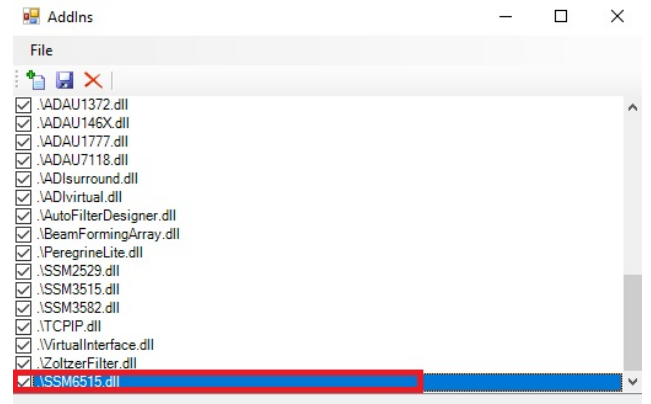 AddIns
File
.\ADAU1372.dll
.\ADAU146X.dll
.\ADAU1777.dll
.\ADAU7118.dll
.\ADIsurround.dll
.\ADIvirtual.dll
.\AutoFilterDesigner.dll
.\BeamFormingArray.dll
.\PeregrineLite.dll
.\SSM2529.dll
.\SSM3515.dll
.\SSM3582.dll
.\TCPIP.dll
.\VirtualInterface.dll
.\ZoltzerFilter.dll
.\SSM6515.dll